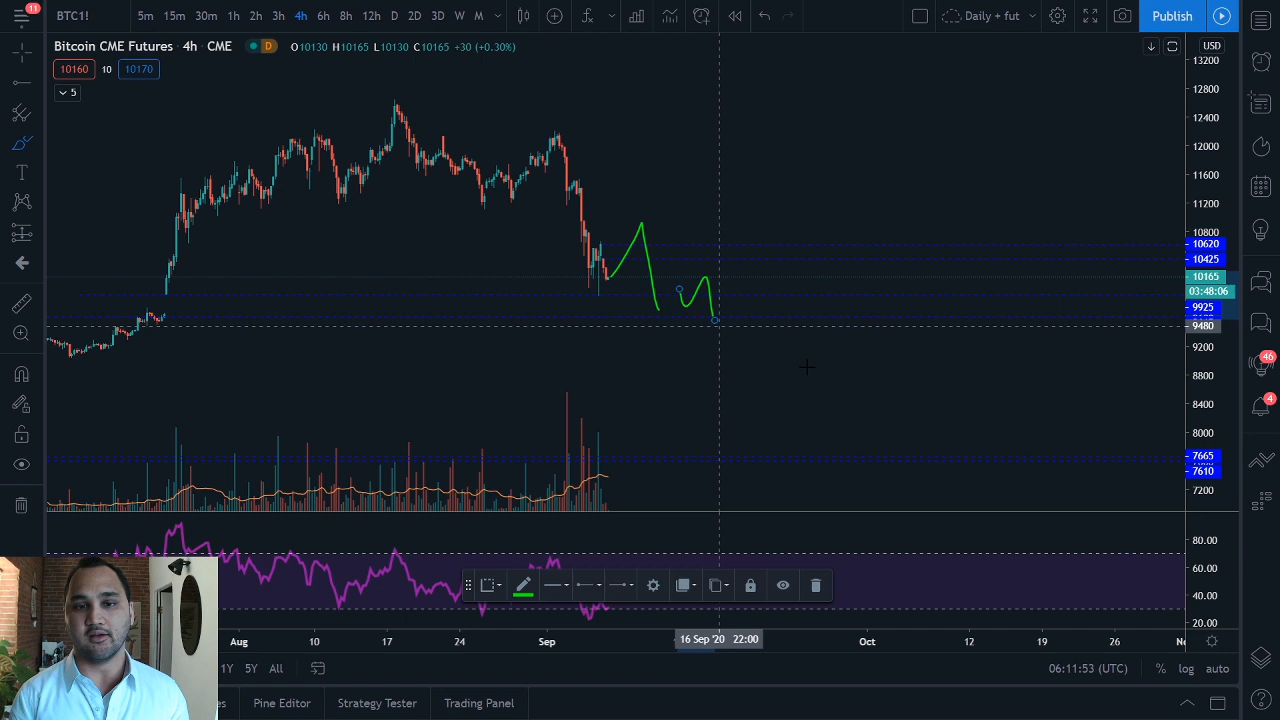 11
BTC1!
5m 15m 30m 1h 2h 3h 4h 6h 8h 12h D 2D 3D W M
Daily + fut
Publish
Bitcoin CME Futures · 4h · CME D O10130 H10165 L10130 C10165 +30 (+0.30%)
10160 10 10170
5
USD
13200
12800
12400
12000
11600
11200
10800
10620
10425
10165
03:48:06
9925
9480
9200
8800
8400
8000
7665
7610
7200
80.00
60.00
40.00
20.00
46
4
Aug 10 17 24 Sep 16 Sep '20 22:00 Oct 12 19 26
1Y 5Y All
06:11:53 (UTC) % log auto
Pine Editor Strategy Tester Trading Panel